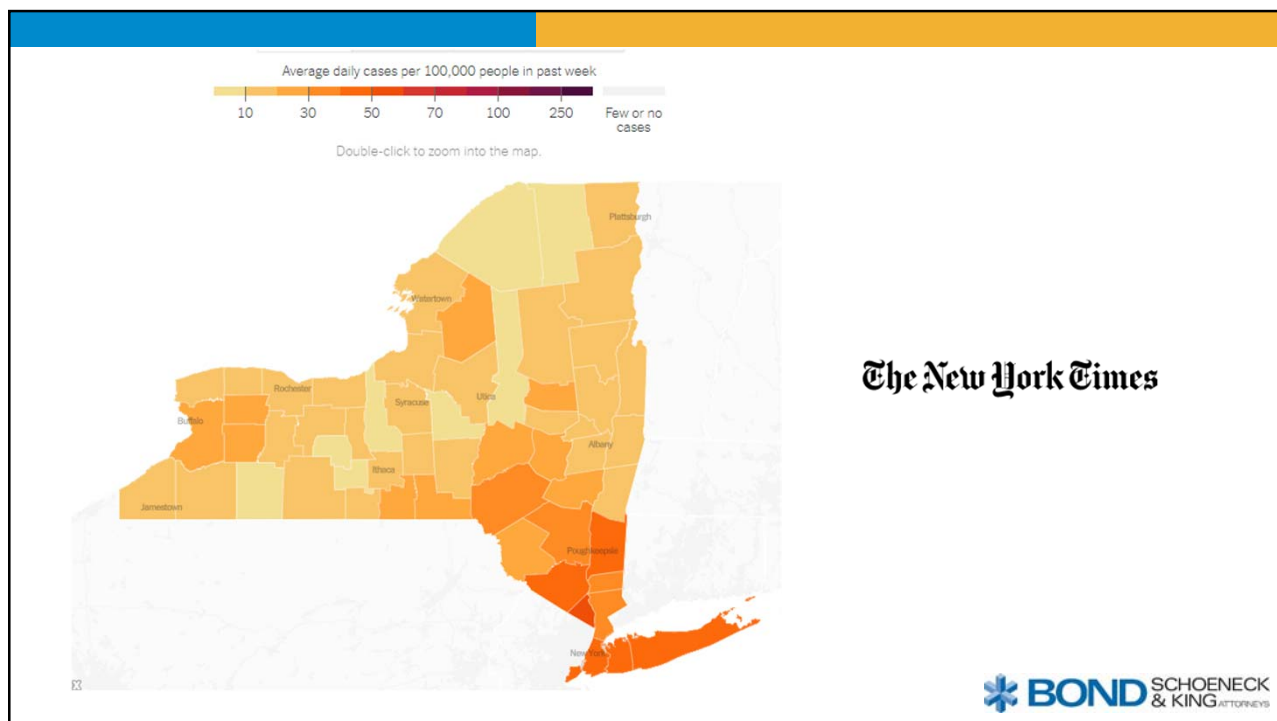 Average daily cases per 100,000 people in past week
10 30 50 70 100 250 Few or no
cases
Double-click to zoom into the map.
Plattsburgh
Watertown
Rochester
Syracuse
Utica
Buffalo
Albany
Ithaca
Jamestown
Poughkeepsie
New York
The New York Times
BOND SCHOENECK
& KING ATTORNEYS